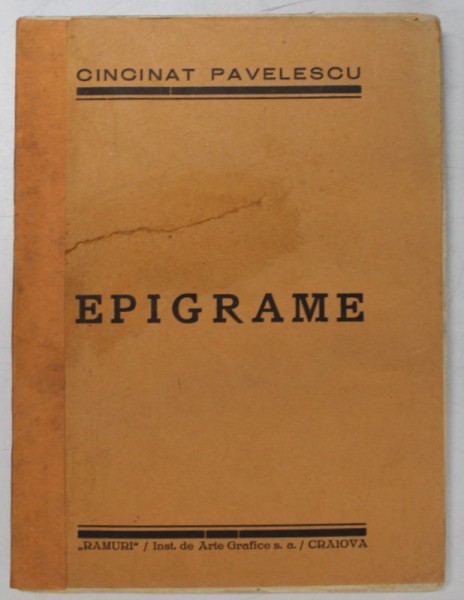 CINCINAT PAVELESCU
EPIGRAME
„RAMURI“ / Inst. de Arte Grafice s. a. / CRAIOVA